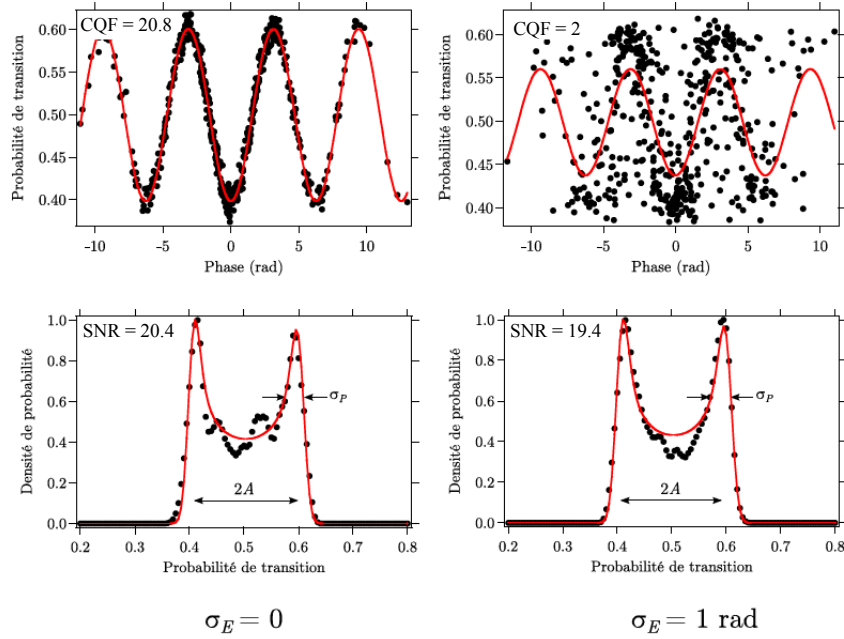 CQF = 20.8
Probabilité de transition
0.60
0.55
0.50
0.45
0.40
-10 -5 0 5 10
Phase (rad)
CQF = 2
Probabilité de transition
0.60
0.55
0.50
0.45
0.40
-10 -5 0 5 10
Phase (rad)
SNR = 20.4
Densité de probabilité
1.0
0.8
0.6
0.4
0.2
0.0
σP
2A
0.2 0.3 0.4 0.5 0.6 0.7 0.8
Probabilité de transition
SNR = 19.4
Densité de probabilité
1.0
0.8
0.6
0.4
0.2
0.0
σP
2A
0.2 0.3 0.4 0.5 0.6 0.7 0.8
Probabilité de transition
σE = 0
σE = 1 rad